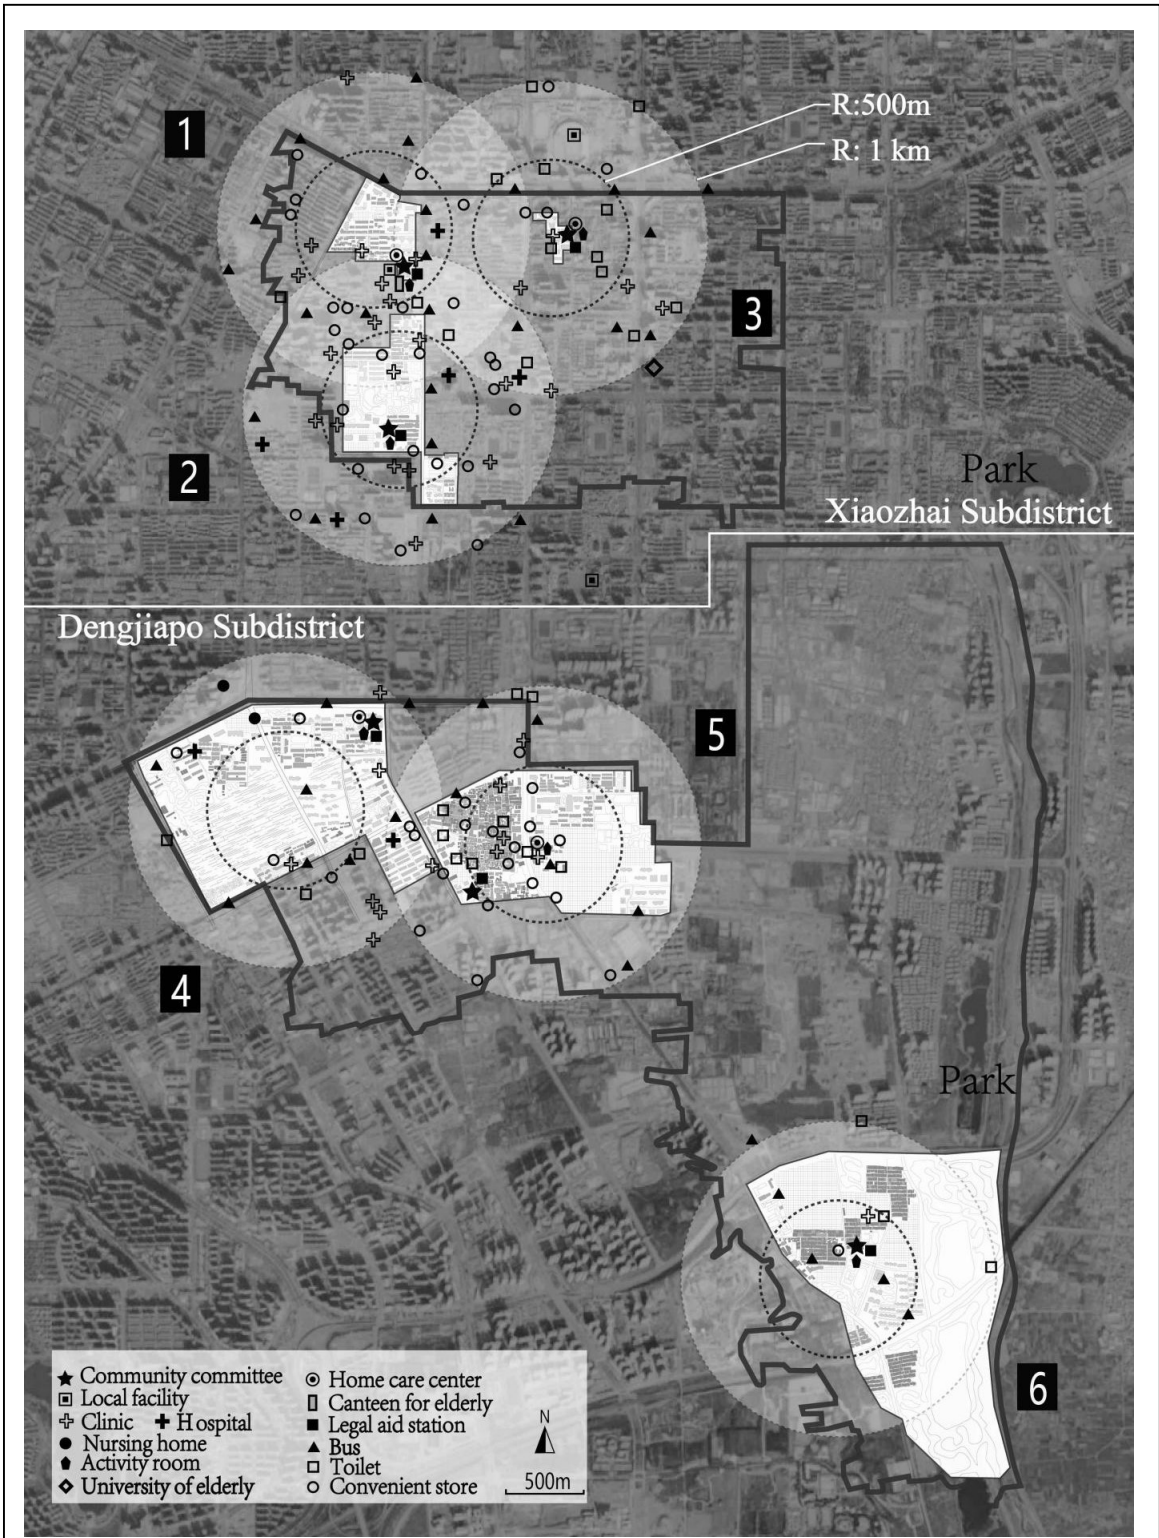 1
R:500m
R: 1 km
3
2
Park
Xiaozhai Subdistrict
Dengjiapo Subdistrict
5
4
Park
6
Community committee
Local facility
Clinic Hospital
Nursing home
Activity room
University of elderly
Home care center
Canteen for elderly
Legal aid station
Bus
Toilet
Convenient store
N
500m